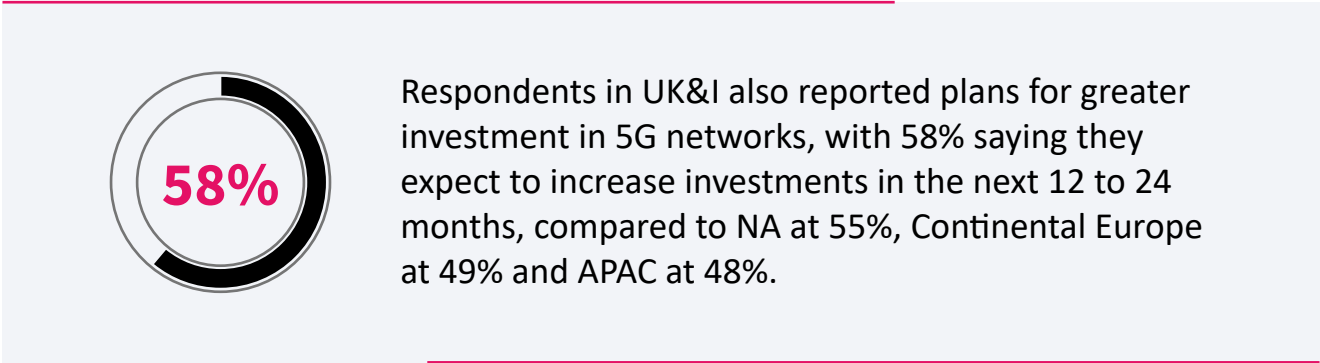 58%
Respondents in UK&I also reported plans for greater
investment in 5G networks, with 58% saying they
expect to increase investments in the next 12 to 24
months, compared to NA at 55%, Continental Europe
at 49% and APAC at 48%.